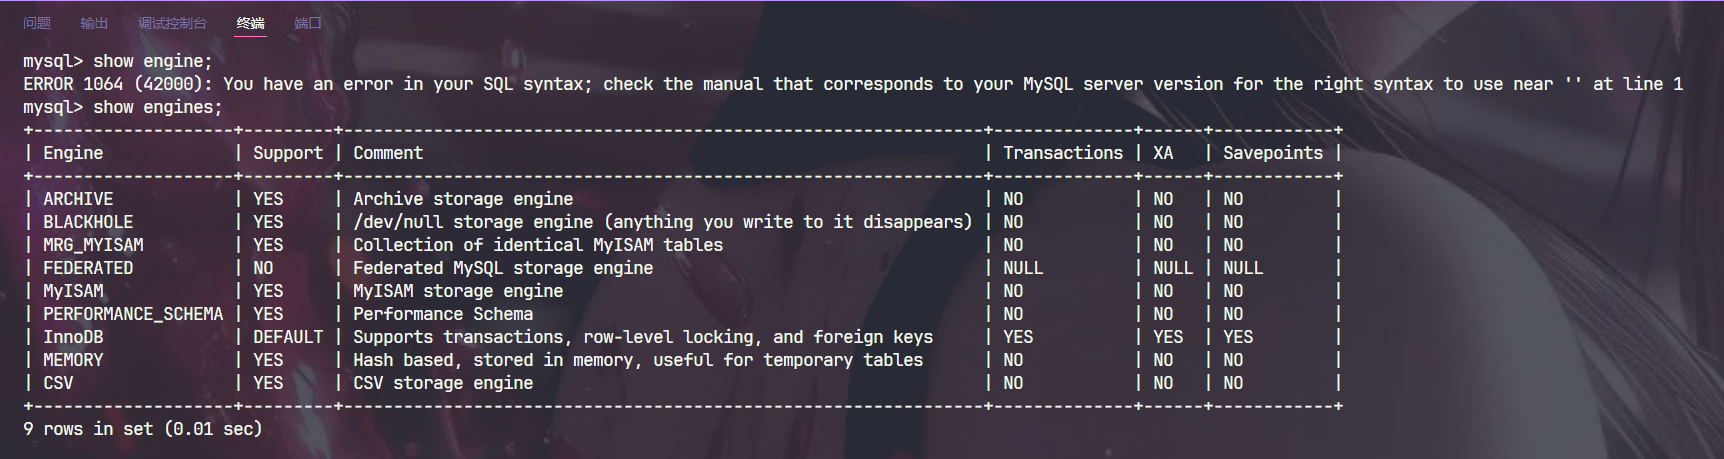 问题 输出 调试控制台 终端 端口
mysql> show engine;
ERROR 1064 (42000): You have an error in your SQL syntax; check the manual that corresponds to your MySQL server version for the right syntax to use near '' at line 1
mysql> show engines;
+--------------------+---------+----------------------------------------------------------------+--------------+------+------------+
| Engine             | Support | Comment                                                        | Transactions | XA   | Savepoints |
+--------------------+---------+----------------------------------------------------------------+--------------+------+------------+
| ARCHIVE            | YES     | Archive storage engine                                         | NO           | NO   | NO         |
| BLACKHOLE          | YES     | /dev/null storage engine (anything you write to it disappears) | NO           | NO   | NO         |
| MRG_MYISAM         | YES     | Collection of identical MyISAM tables                          | NO           | NO   | NO         |
| FEDERATED          | NO      | Federated MySQL storage engine                                 | NULL         | NULL | NULL       |
| MyISAM             | YES     | MyISAM storage engine                                          | NO           | NO   | NO         |
| PERFORMANCE_SCHEMA | YES     | Performance Schema                                             | NO           | NO   | NO         |
| InnoDB             | DEFAULT | Supports transactions, row-level locking, and foreign keys     | YES          | YES  | YES        |
| MEMORY             | YES     | Hash based, stored in memory, useful for temporary tables      | NO           | NO   | NO         |
| CSV                | YES     | CSV storage engine                                             | NO           | NO   | NO         |
+--------------------+---------+----------------------------------------------------------------+--------------+------+------------+
9 rows in set (0.01 sec)